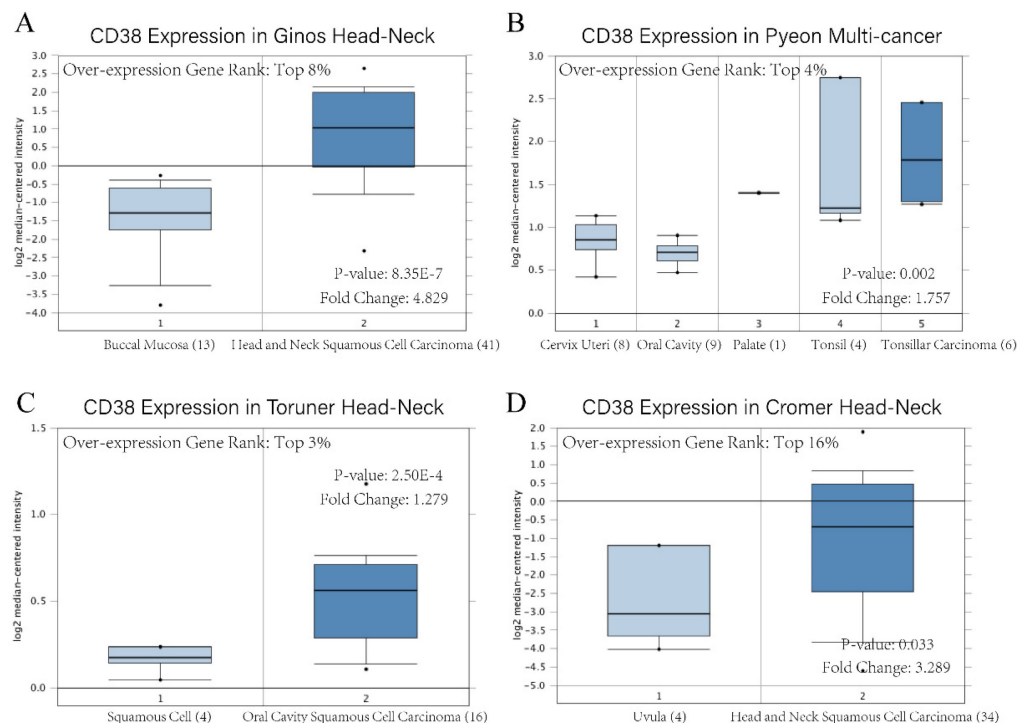 A
CD38 Expression in Ginos Head-Neck
Over-expression Gene Rank: Top 8%
log2 median-centered intensity
3.0
2.5
2.0
1.5
1.0
0.5
0.0
-0.5
-1.0
-1.5
-2.0
-2.5
-3.0
-3.5
-4.0
P-value: 8.35E-7
Fold Change: 4.829
1
2
Buccal Mucosa (13)
Head and Neck Squamous Cell Carcinoma (41)
B
CD38 Expression in Pyeon Multi-cancer
Over-expression Gene Rank: Top 4%
log2 median-centered intensity
3.0
2.5
2.0
1.5
1.0
0.5
0.0
P-value: 0.002
Fold Change: 1.757
1
2
3
4
5
Cervix Uteri (8)
Oral Cavity (9)
Palate (1)
Tonsil (4)
Tonsillar Carcinoma (6)
C
CD38 Expression in Toruner Head-Neck
Over-expression Gene Rank: Top 3%
log2 median-centered intensity
1.5
1.0
0.5
0.0
P-value: 2.50E-4
Fold Change: 1.279
1
2
Squamous Cell (4)
Oral Cavity Squamous Cell Carcinoma (16)
D
CD38 Expression in Cromer Head-Neck
Over-expression Gene Rank: Top 16%
log2 median-centered intensity
2.0
1.5
1.0
0.5
0.0
-0.5
-1.0
-1.5
-2.0
-2.5
-3.0
-3.5
-4.0
-4.5
-5.0
P-value: 0.033
Fold Change: 3.289
1
2
Uvula (4)
Head and Neck Squamous Cell Carcinoma (34)